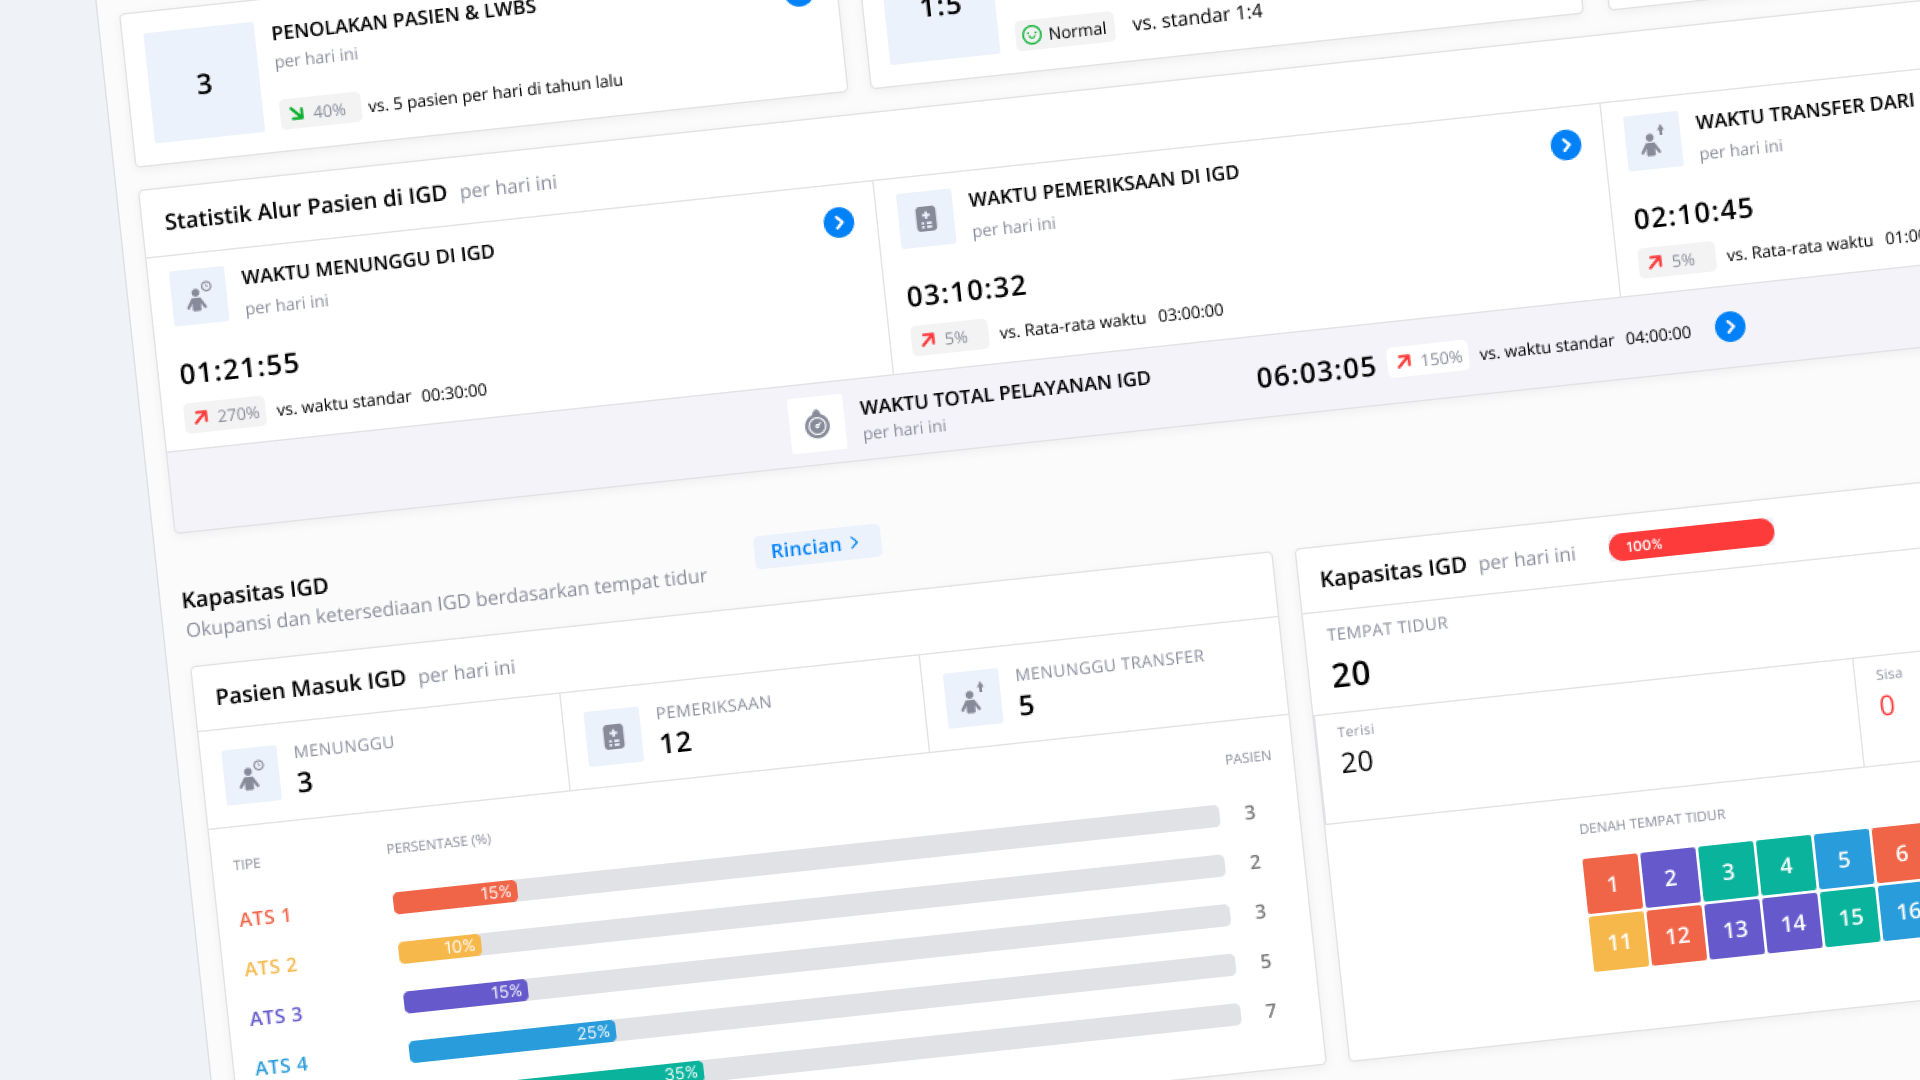 3
PENOLAKAN PASIEN & LWBS
per hari ini
40% vs. 5 pasien per hari di tahun lalu
1:5
Normal vs. standar 1:4
Statistik Alur Pasien di IGD per hari ini
WAKTU MENUNGGU DI IGD
per hari ini
01:21:55
270% vs. waktu standar 00:30:00
WAKTU PEMERIKSAAN DI IGD
per hari ini
03:10:32
5% vs. Rata-rata waktu 03:00:00
WAKTU TRANSFER DARI
per hari ini
02:10:45
5% vs. Rata-rata waktu 01:00
WAKTU TOTAL PELAYANAN IGD
per hari ini
06:03:05 150% vs. waktu standar 04:00:00
Kapasitas IGD
Okupansi dan ketersediaan IGD berdasarkan tempat tidur
Rincian
Pasien Masuk IGD per hari ini
MENUNGGU
3
PEMERIKSAAN
12
MENUNGGU TRANSFER
5
TIPE PERSENTASE (%) PASIEN
ATS 1 15% 3
ATS 2 10% 2
ATS 3 15% 3
ATS 4 25% 5
35% 7
Kapasitas IGD per hari ini 100%
TEMPAT TIDUR
20
Terisi
20
Sisa
0
DENAH TEMPAT TIDUR
1 2 3 4 5 6
11 12 13 14 15 16